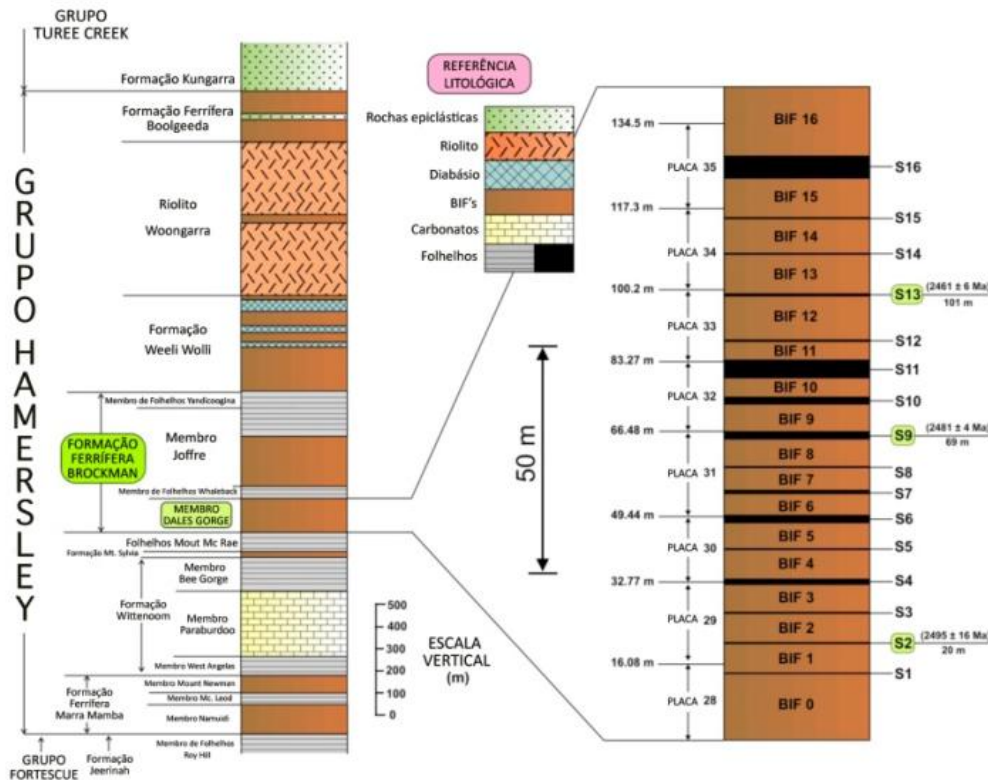 GRUPO
TUREE CREEK
Formação Kungarra
Formação Ferrífera
Boolgeeda
Riolito
Woongarra
Formação
Weeli Wolli
Membro de Folhelhos Yandicoogina
Membro
Joffre
Membro de Folhelhos Whaleback
FORMAÇÃO
FERRÍFERA
BROCKMAN
MEMBRO
DALES GORGE
Folhelhos Mout Mc Rae
Formação Mt. Sylvia
Membro
Bee Gorge
Formação
Wittenoom
Membro
Paraburdoo
Membro West Angelas
Membro Mount Newman
Membro Mc. Leod
Membro Namuidi
Formação
Ferrífera
Marra Mamba
Membro de Folhelhos
Roy Hill
GRUPO
FORTESCUE
Formação
Jeerinah
GRUPO HAMERSLEY
REFERÊNCIA
LITOLÓGICA
Rochas epiclásticas
Riolito
Diabásio
BIF's
Carbonatos
Folhelhos
500
400
300
200
100
0
ESCALA
VERTICAL
(m)
50 m
134.5 m
117.3 m
100.2 m
83.27 m
66.48 m
49.44 m
32.77 m
16.08 m
PLACA 35
PLACA 34
PLACA 33
PLACA 32
PLACA 31
PLACA 30
PLACA 29
PLACA 28
BIF 16
BIF 15
BIF 14
BIF 13
BIF 12
BIF 11
BIF 10
BIF 9
BIF 8
BIF 7
BIF 6
BIF 5
BIF 4
BIF 3
BIF 2
BIF 1
BIF 0
S16
S15
S14
S13 (2461 ± 6 Ma)
101 m
S12
S11
S10
S9 (2481 ± 4 Ma)
69 m
S8
S7
S6
S5
S4
S3
S2 (2495 ± 16 Ma)
20 m
S1